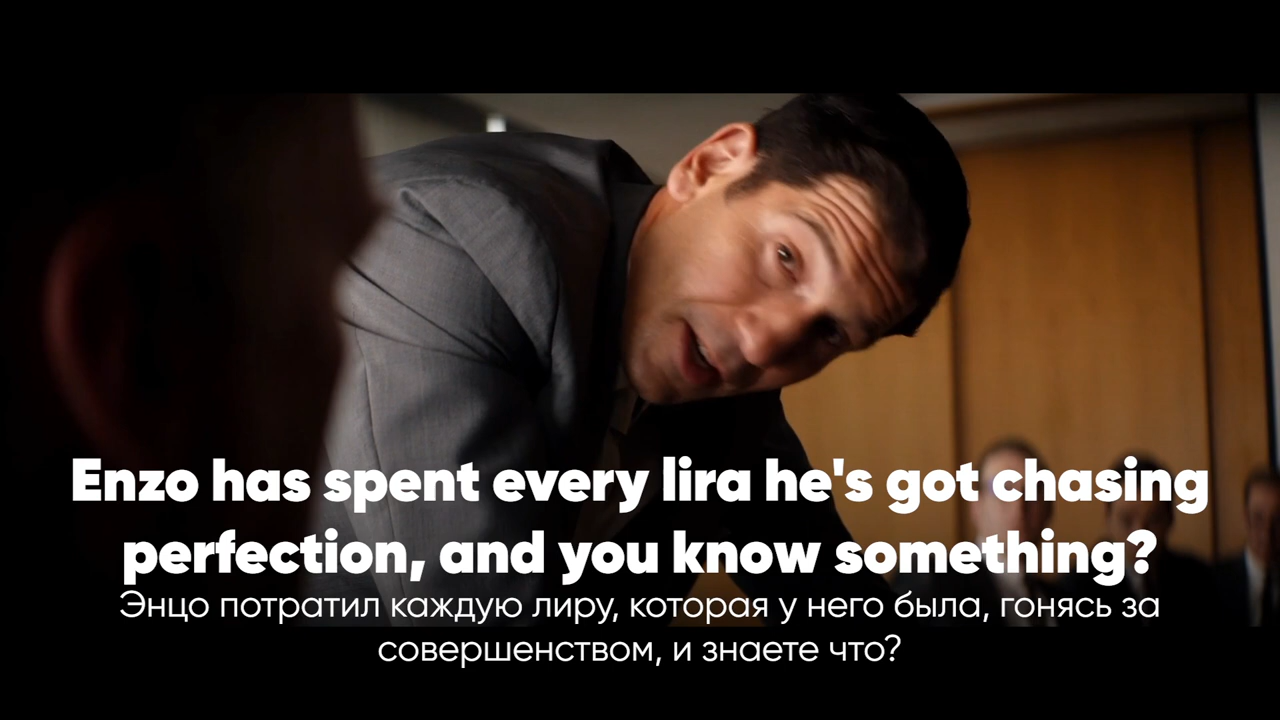 Enzo has spent every lira he's got chasing
perfection, and you know something?
Энцо потратил каждую лиру, которая у него была, гонясь за
совершенством, и знаете что?